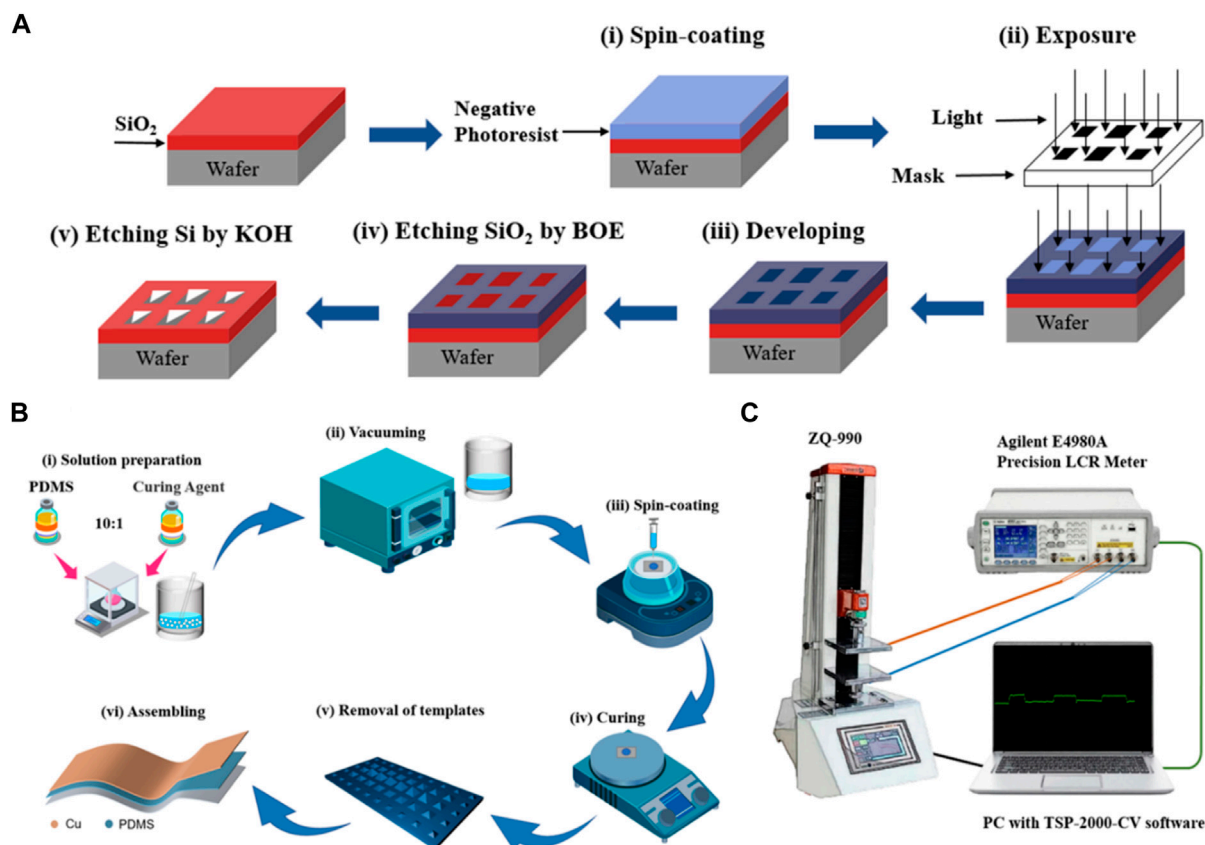 A
(i) Spin-coating
(ii) Exposure
SiO₂
Negative
Photoresist
Light
Mask
Wafer
Wafer
(v) Etching Si by KOH
(iv) Etching SiO₂ by BOE
(iii) Developing
Wafer
Wafer
Wafer
Wafer
B
(i) Solution preparation
PDMS
Curing Agent
10:1
(ii) Vacuuming
(iii) Spin-coating
(iv) Curing
(v) Removal of templates
(vi) Assembling
Cu
PDMS
C
ZQ-990
Agilent E4980A
Precision LCR Meter
PC with TSP-2000-CV software